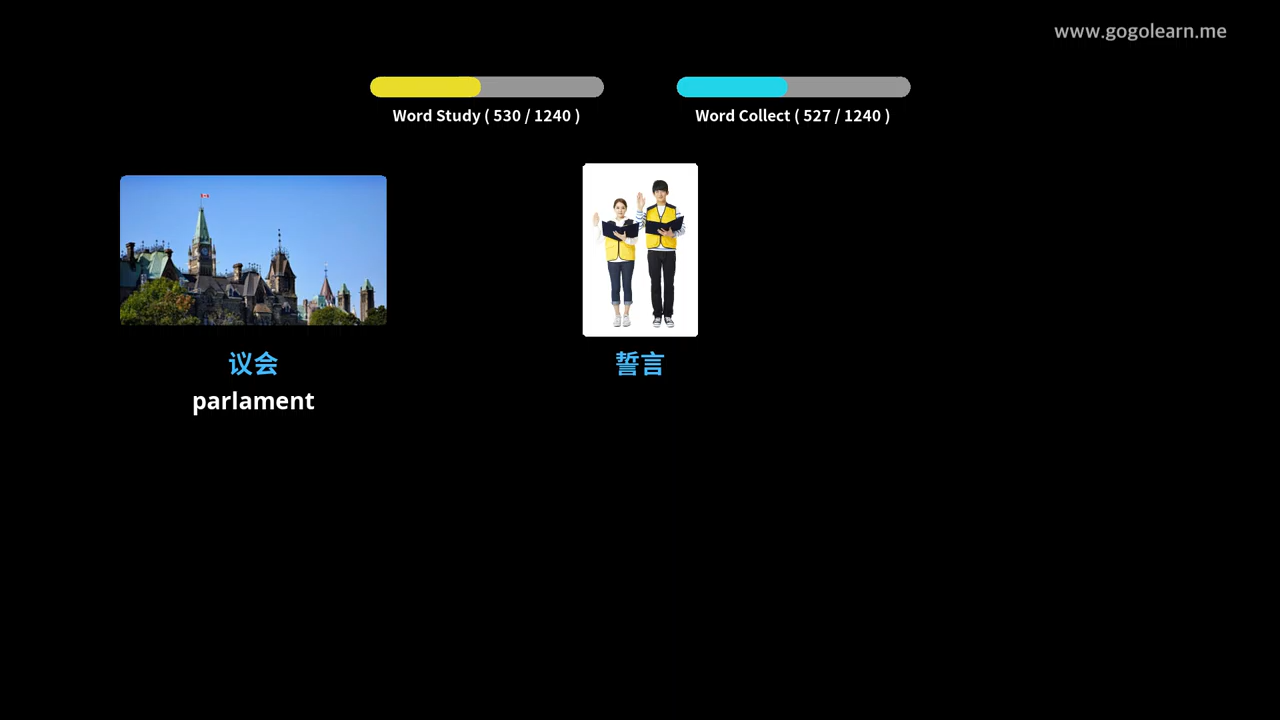 www.gogolearn.me
Word Study ( 530 / 1240 )
Word Collect ( 527 / 1240 )
议会
parlament
誓言